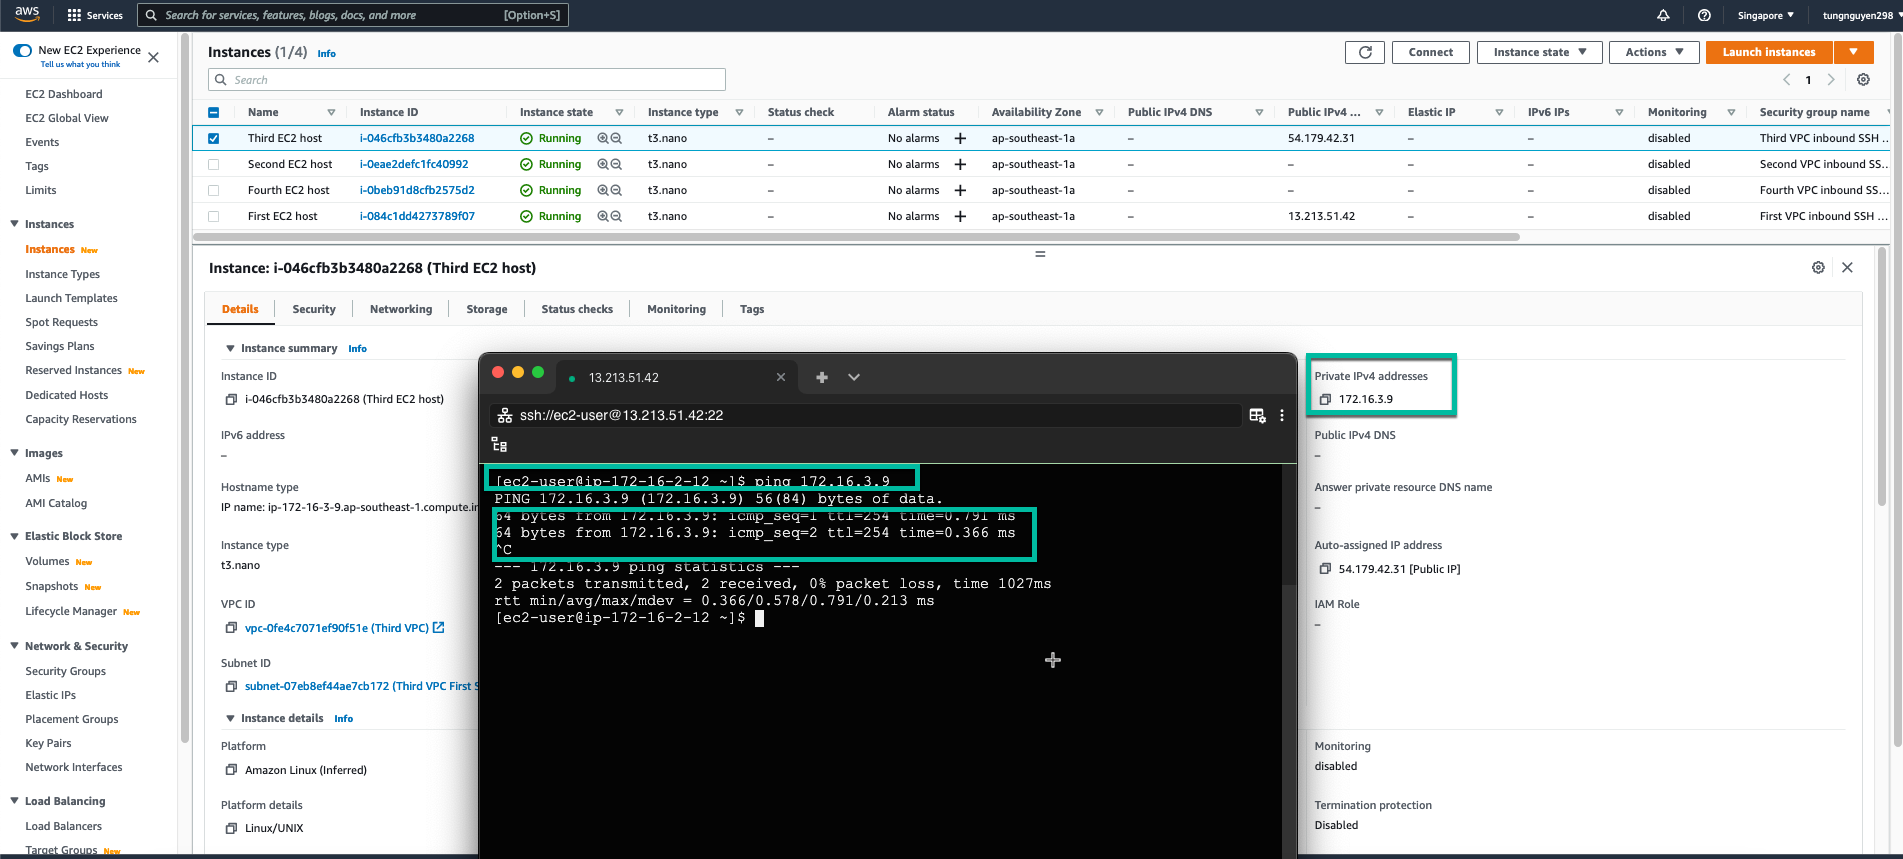 aws
Services
Search for services, features, blogs, docs, and more
[Option+S]
Singapore
tungnguyen298
New EC2 Experience
Tell us what you think
EC2 Dashboard
EC2 Global View
Events
Tags
Limits
Instances
Instances New
Instance Types
Launch Templates
Spot Requests
Savings Plans
Reserved Instances New
Dedicated Hosts
Capacity Reservations
Images
AMIs New
AMI Catalog
Elastic Block Store
Volumes New
Snapshots New
Lifecycle Manager New
Network & Security
Security Groups
Elastic IPs
Placement Groups
Key Pairs
Network Interfaces
Load Balancing
Load Balancers
Target Groups New
Instances (1/4) Info
Connect
Instance state
Actions
Launch instances
Search
1
Name Instance ID Instance state Instance type Status check Alarm status Availability Zone Public IPv4 DNS Public IPv4 ... Elastic IP IPv6 IPs Monitoring Security group name
Third EC2 host i-046cfb3b3480a2268 Running t3.nano – No alarms + ap-southeast-1a – 54.179.42.31 – – disabled Third VPC inbound SSH ...
Second EC2 host i-0eae2defc1fc40992 Running t3.nano – No alarms + ap-southeast-1a – – – – disabled Second VPC inbound SS...
Fourth EC2 host i-0beb91d8cfb2575d2 Running t3.nano – No alarms + ap-southeast-1a – – – – disabled Fourth VPC inbound SS...
First EC2 host i-084c1dd4273789f07 Running t3.nano – No alarms + ap-southeast-1a – 13.213.51.42 – – disabled First VPC inbound SSH ...
Instance: i-046cfb3b3480a2268 (Third EC2 host)
Details
Security
Networking
Storage
Status checks
Monitoring
Tags
Instance summary Info
Instance ID
i-046cfb3b3480a2268 (Third EC2 host)
IPv6 address
–
Hostname type
IP name: ip-172-16-3-9.ap-southeast-1.compute.in
Instance type
t3.nano
VPC ID
vpc-0fe4c7071ef90f51e (Third VPC)
Subnet ID
subnet-07eb8ef44ae7cb172 (Third VPC First S
Instance details Info
Platform
Amazon Linux (Inferred)
Platform details
Linux/UNIX
13.213.51.42
ssh://ec2-user@13.213.51.42:22
[ec2-user@ip-172-16-2-12 ~]$ ping 172.16.3.9
PING 172.16.3.9 (172.16.3.9) 56(84) bytes of data.
64 bytes from 172.16.3.9: icmp_seq=1 ttl=254 time=0.791 ms
64 bytes from 172.16.3.9: icmp_seq=2 ttl=254 time=0.366 ms
^C
--- 172.16.3.9 ping statistics ---
2 packets transmitted, 2 received, 0% packet loss, time 1027ms
rtt min/avg/max/mdev = 0.366/0.578/0.791/0.213 ms
[ec2-user@ip-172-16-2-12 ~]$
Private IPv4 addresses
172.16.3.9
Public IPv4 DNS
–
Answer private resource DNS name
–
Auto-assigned IP address
54.179.42.31 [Public IP]
IAM Role
–
Monitoring
disabled
Termination protection
Disabled